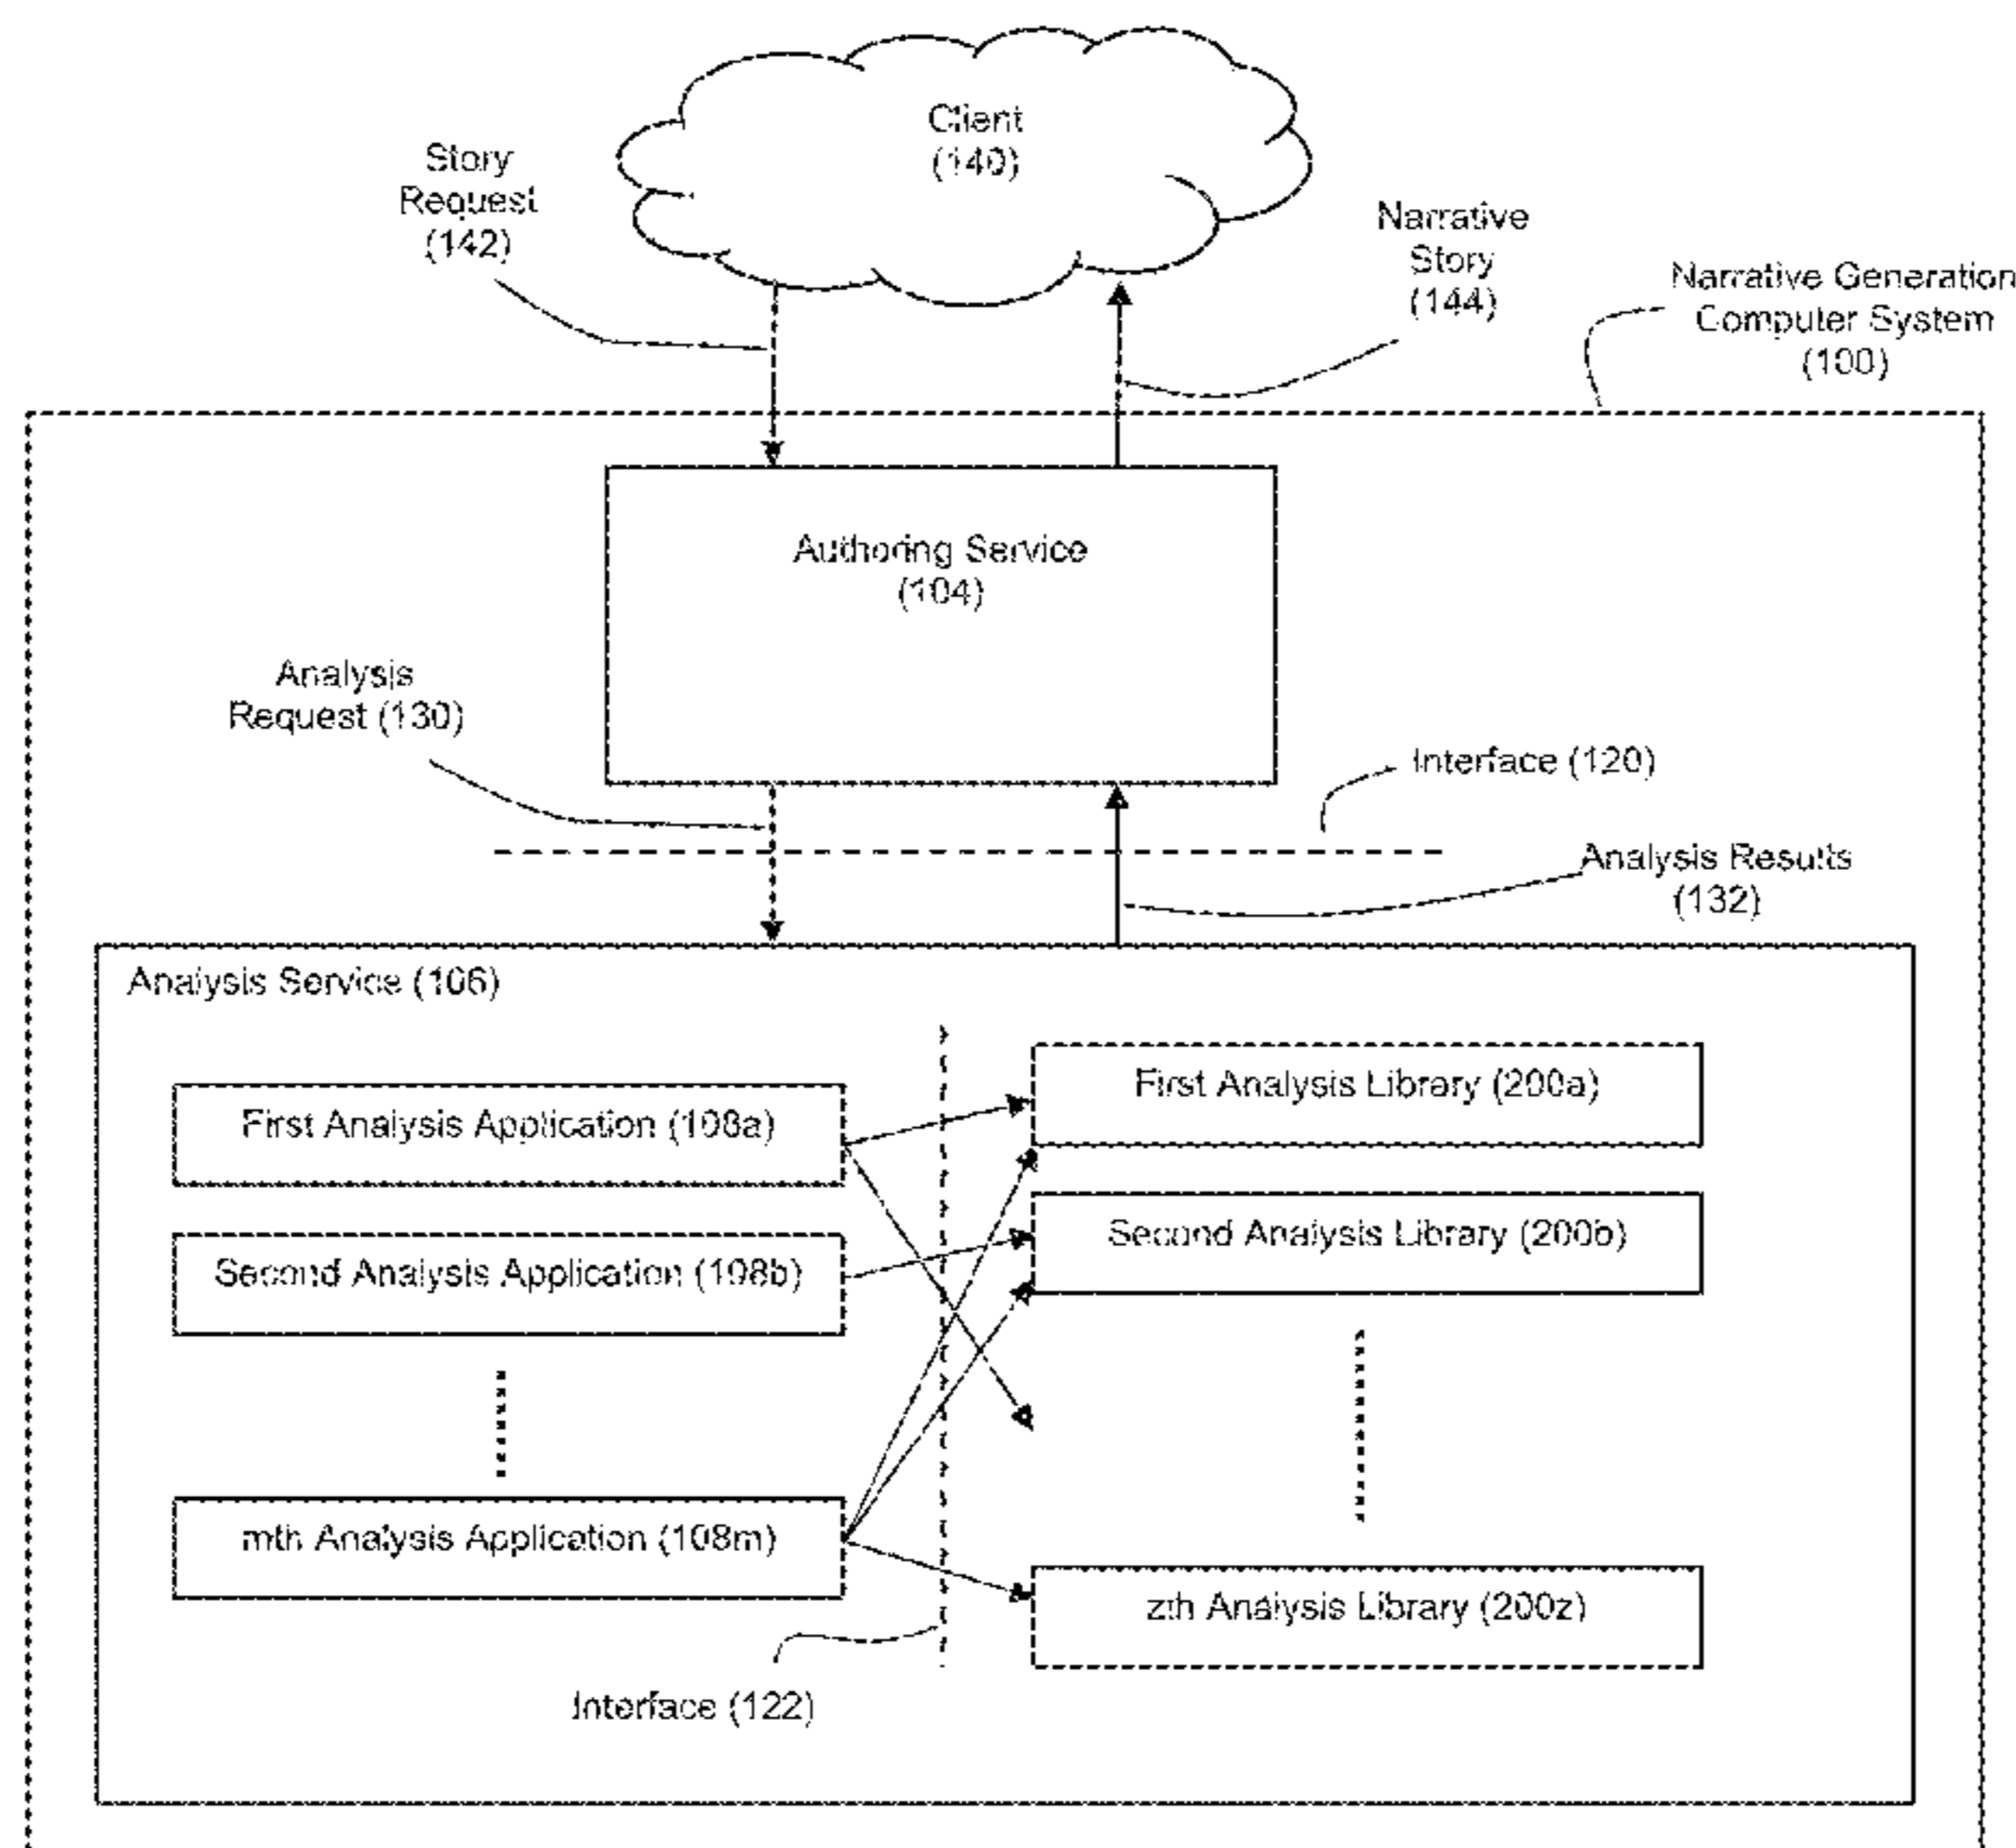 Client
(140)
Story
Request
(142)
Narrative
Story
(144)
Narrative Generation
Computer System
(100)
Authoring Service
(104)
Analysis
Request (130)
Interface (120)
Analysis Results
(132)
Analysis Service (106)
First Analysis Application (108a)
First Analysis Library (200a)
Second Analysis Application (108b)
Second Analysis Library (200b)
mth Analysis Application (108m)
zth Analysis Library (200z)
Interface (122)